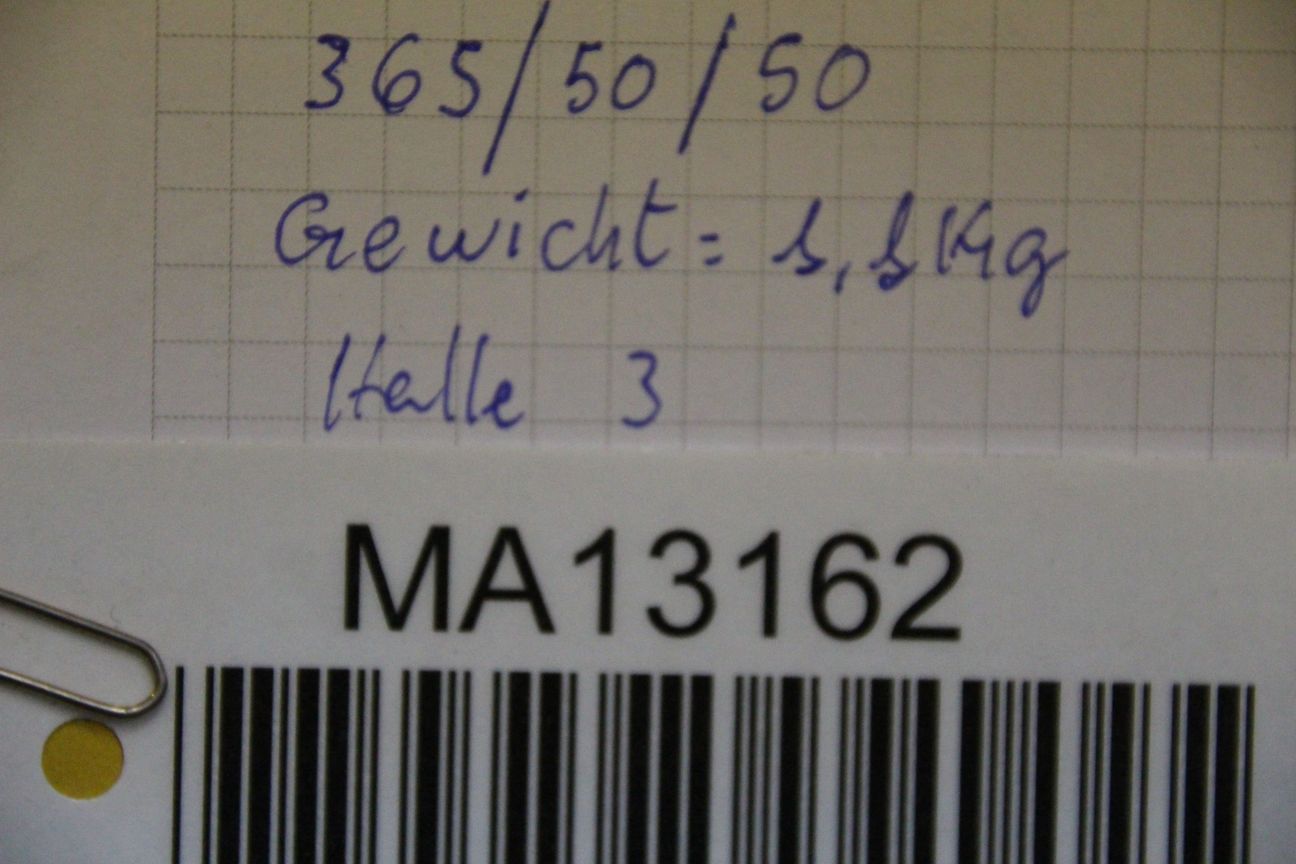 365/50/50
Gewicht = 1,1 Kg
Halle 3
MA13162